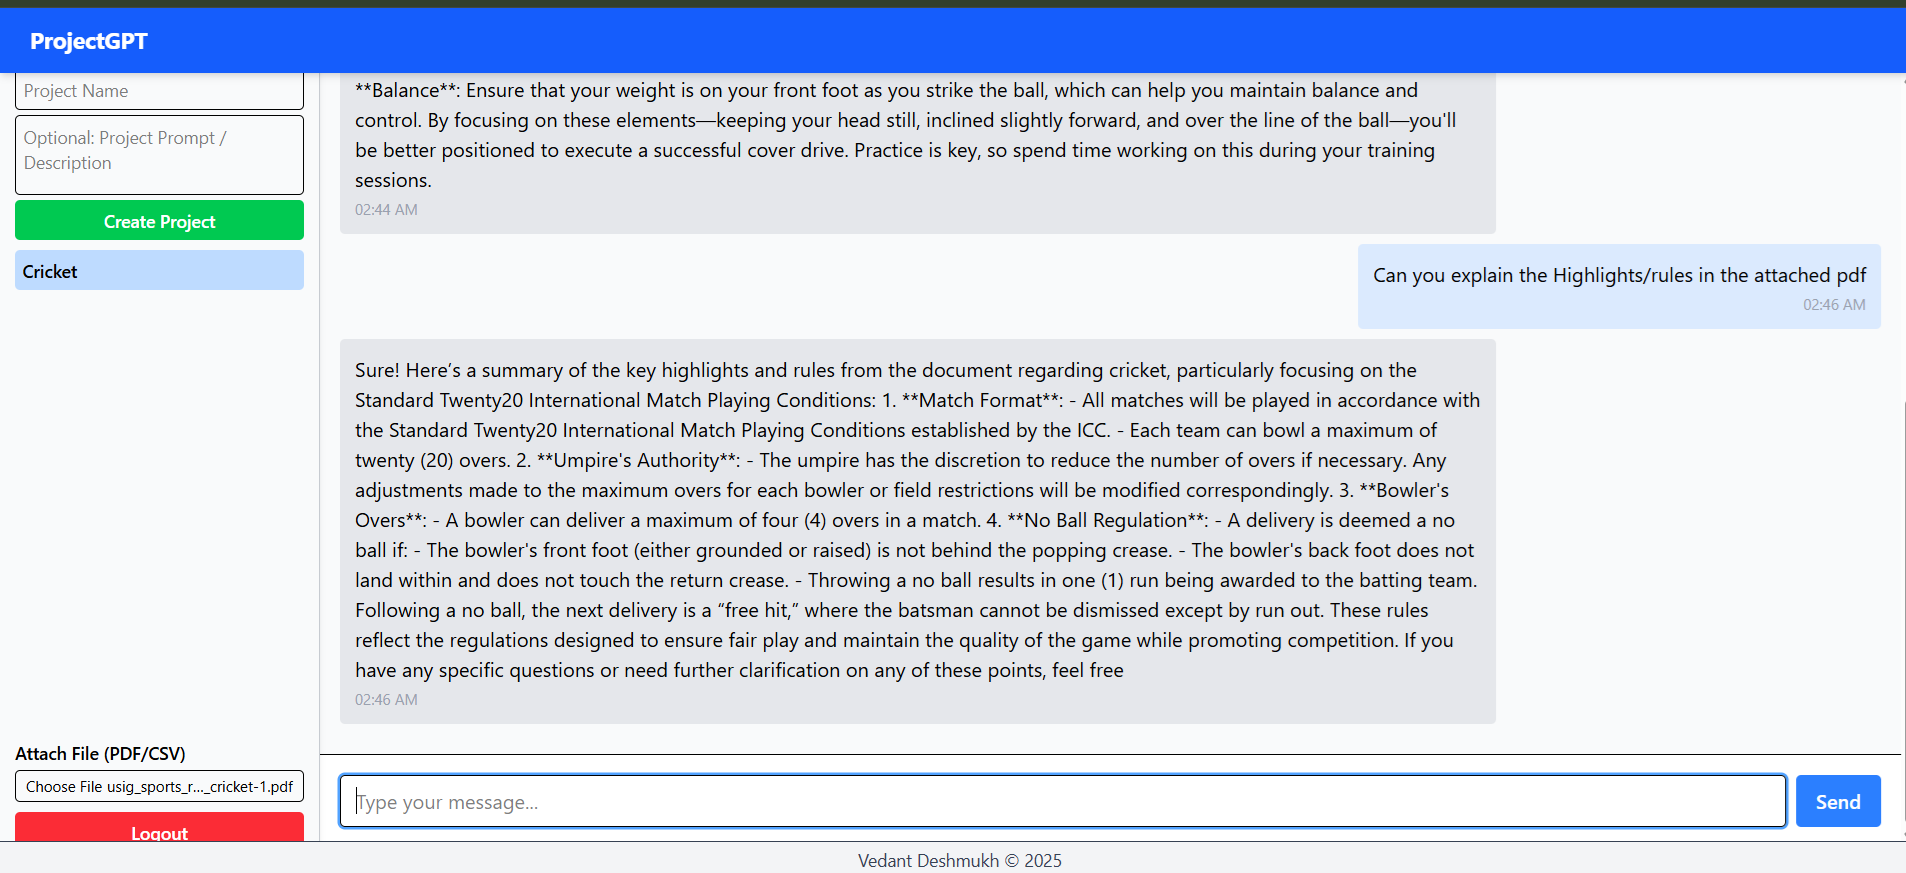 ProjectGPT
Project Name
Optional: Project Prompt /
Description
Create Project
Cricket
Attach File (PDF/CSV)
Choose File usig_sports_r..._cricket-1.pdf
Logout
**Balance**: Ensure that your weight is on your front foot as you strike the ball, which can help you maintain balance and
control. By focusing on these elements—keeping your head still, inclined slightly forward, and over the line of the ball—you'll
be better positioned to execute a successful cover drive. Practice is key, so spend time working on this during your training
sessions.
02:44 AM
Can you explain the Highlights/rules in the attached pdf
02:46 AM
Sure! Here’s a summary of the key highlights and rules from the document regarding cricket, particularly focusing on the
Standard Twenty20 International Match Playing Conditions: 1. **Match Format**: - All matches will be played in accordance with
the Standard Twenty20 International Match Playing Conditions established by the ICC. - Each team can bowl a maximum of
twenty (20) overs. 2. **Umpire's Authority**: - The umpire has the discretion to reduce the number of overs if necessary. Any
adjustments made to the maximum overs for each bowler or field restrictions will be modified correspondingly. 3. **Bowler's
Overs**: - A bowler can deliver a maximum of four (4) overs in a match. 4. **No Ball Regulation**: - A delivery is deemed a no
ball if: - The bowler's front foot (either grounded or raised) is not behind the popping crease. - The bowler's back foot does not
land within and does not touch the return crease. - Throwing a no ball results in one (1) run being awarded to the batting team.
Following a no ball, the next delivery is a “free hit,” where the batsman cannot be dismissed except by run out. These rules
reflect the regulations designed to ensure fair play and maintain the quality of the game while promoting competition. If you
have any specific questions or need further clarification on any of these points, feel free
02:46 AM
Type your message...
Send
Vedant Deshmukh © 2025